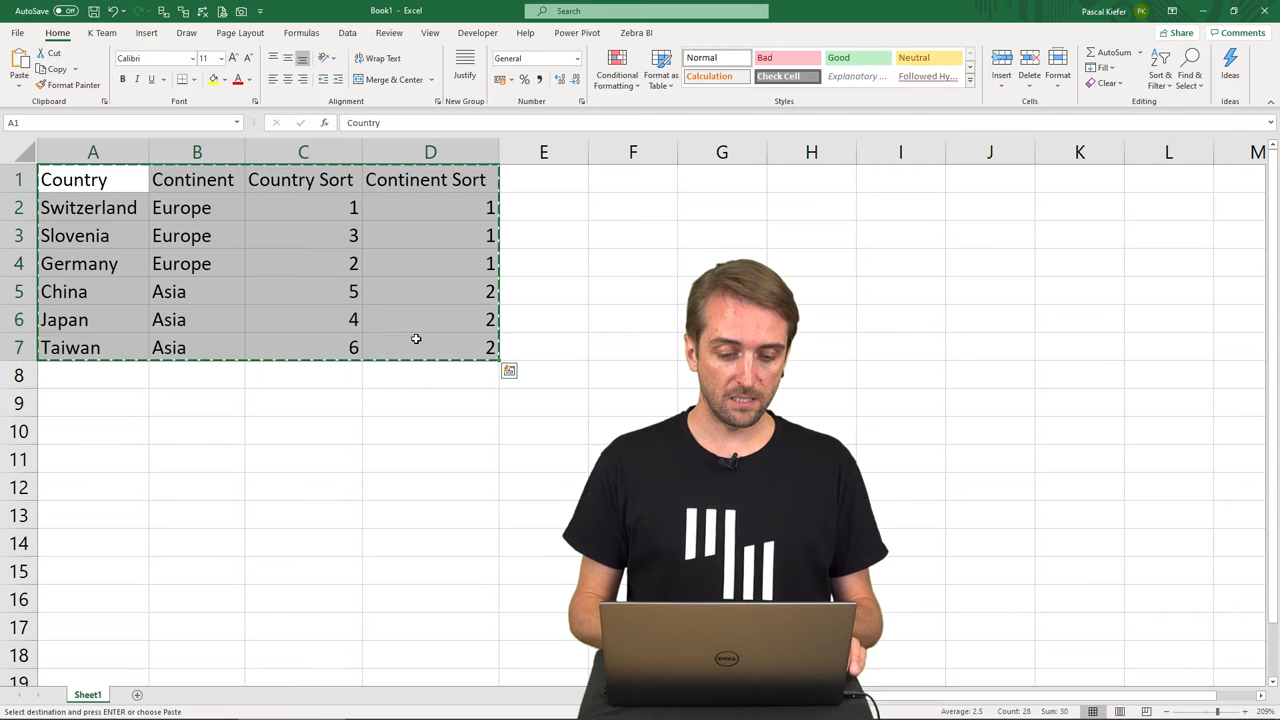 AutoSave Off Book1 - Excel Search Pascal Kiefer PK
File Home K Team Insert Draw Page Layout Formulas Data Review View Developer Help Power Pivot Zebra BI Share Comments
Paste
Cut
Copy
Format Painter
Clipboard
Calibri 11
B I U
Font
ab
Wrap Text
Merge & Center
Alignment
Justify
New Group
General
%
Number
Conditional Formatting
Format as Table
Normal Bad Good Neutral
Calculation Check Cell Explanatory ... Followed Hy...
Styles
Insert Delete Format
Cells
AutoSum
Fill
Clear
Sort & Filter
Find & Select
Editing
Ideas
Ideas
A1 fx Country
A B C D E F G H I J K L M
1 Country Continent Country Sort Continent Sort
2 Switzerland Europe 1 1
3 Slovenia Europe 3 1
4 Germany Europe 2 1
5 China Asia 5 2
6 Japan Asia 4 2
7 Taiwan Asia 6 2
8
9
10
11
12
13
14
15
16
17
18
19
DELL
Sheet1
Select destination and press ENTER or choose Paste Average: 2.5 Count: 28 Sum: 30 209%